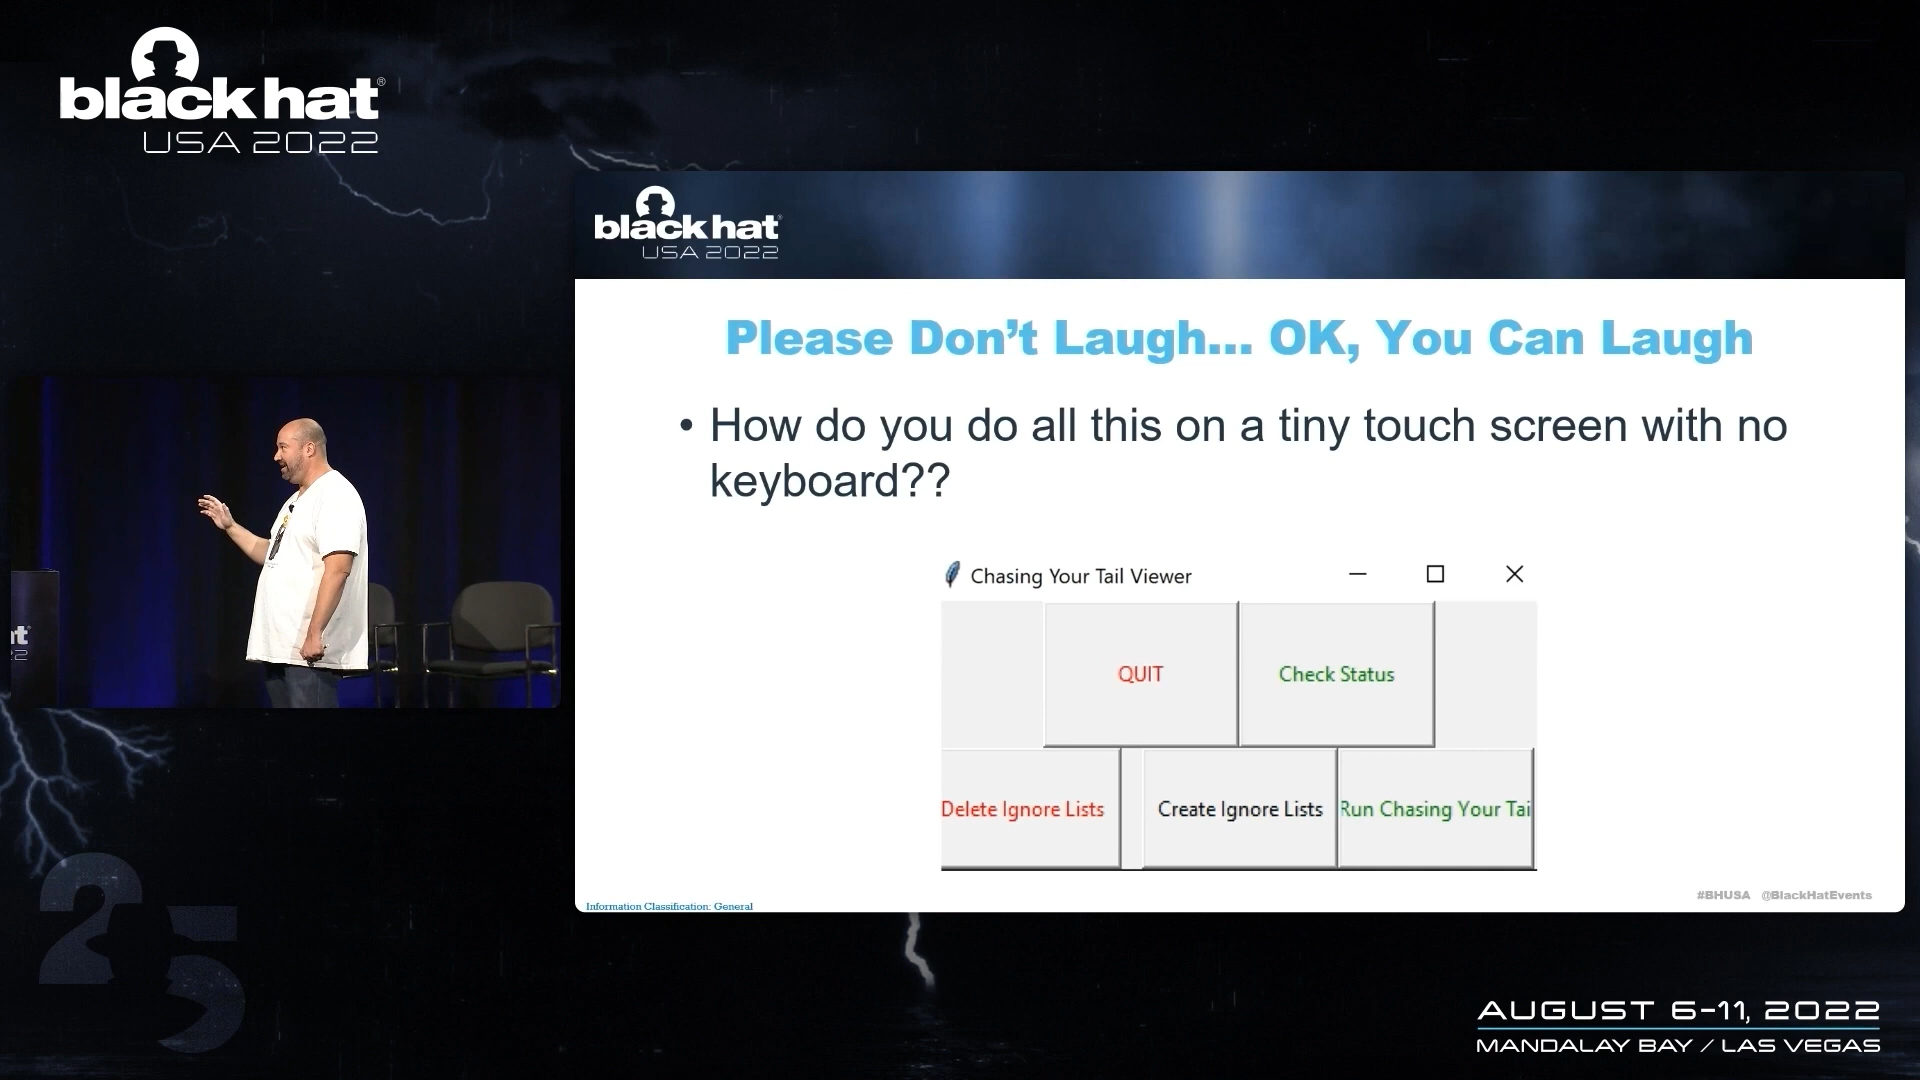 black hat®
USA 2022
black hat
USA 2022
Please Don’t Laugh... OK, You Can Laugh
• How do you do all this on a tiny touch screen with no
keyboard??
Chasing Your Tail Viewer
QUIT
Check Status
Delete Ignore Lists
Create Ignore Lists
Run Chasing Your Tai
#BHUSA @BlackHatEvents
Information Classification: General
25
AUGUST 6-11, 2022
MANDALAY BAY / LAS VEGAS